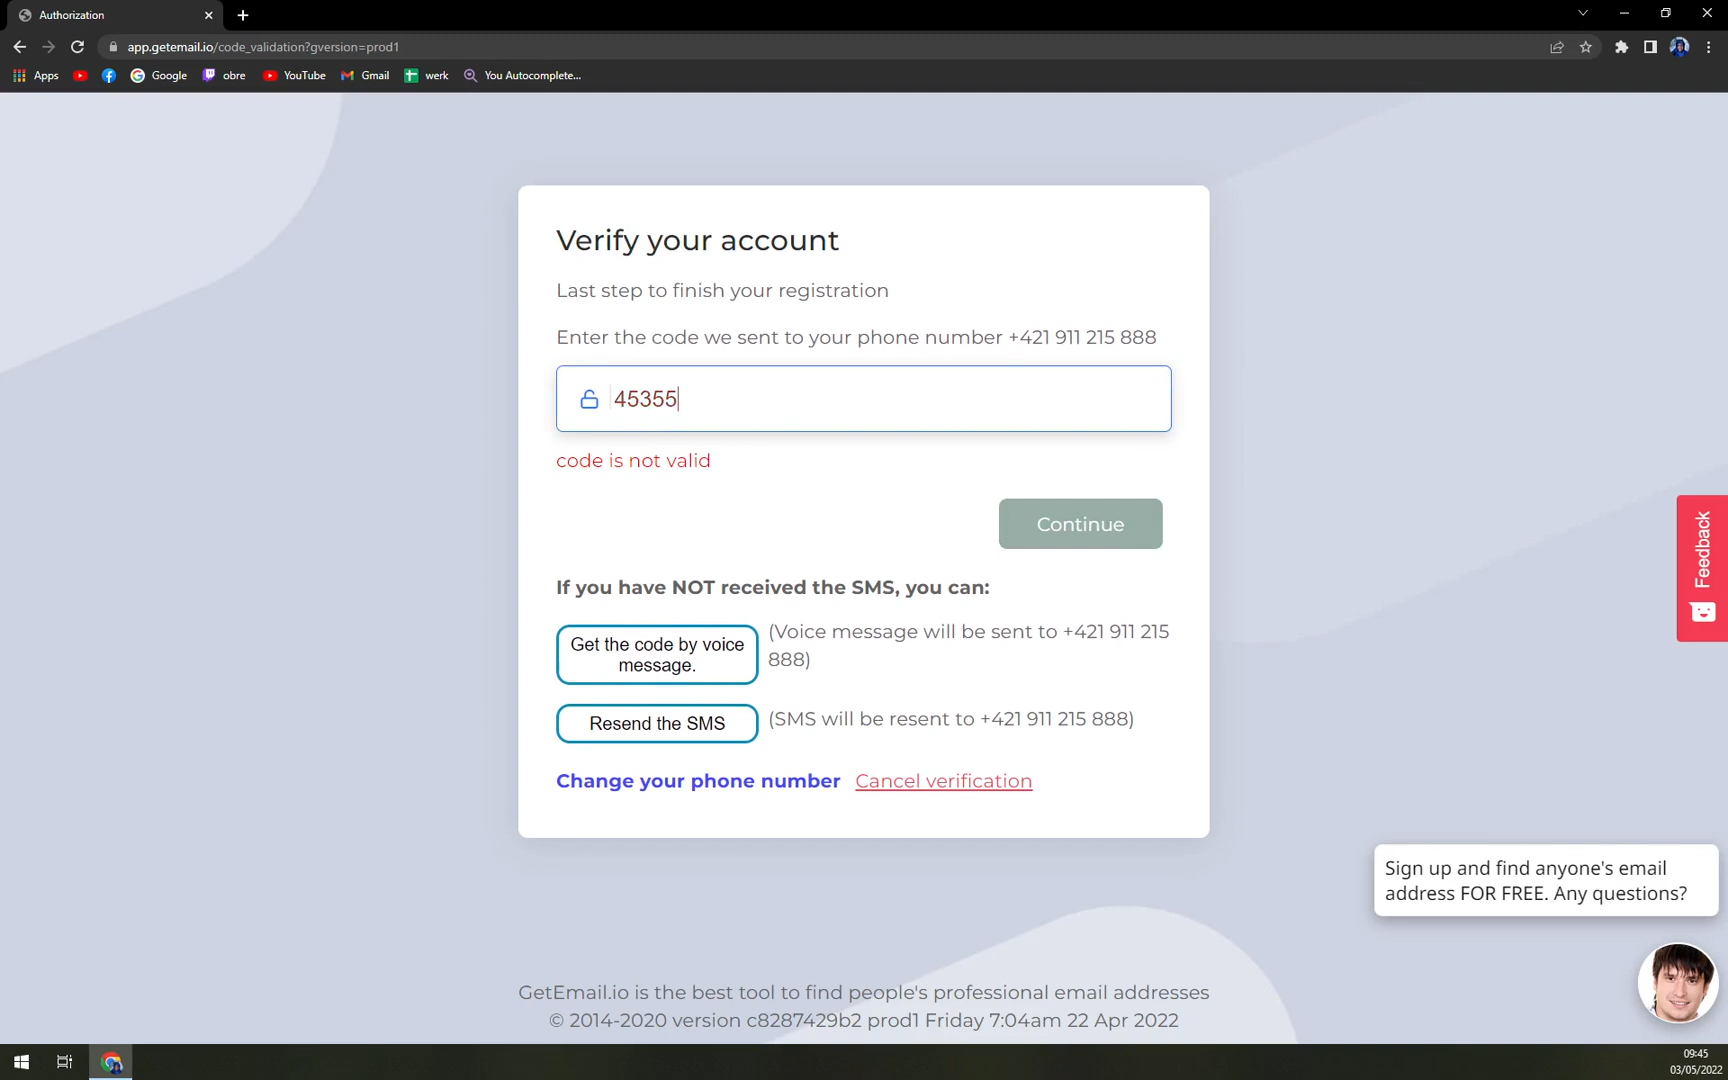 Authorization
app.getemail.io/code_validation?gversion=prod1
Apps
Google
obre
YouTube
Gmail
werk
You Autocomplete...
Verify your account
Last step to finish your registration
Enter the code we sent to your phone number +421 911 215 888
45355
code is not valid
Continue
If you have NOT received the SMS, you can:
Get the code by voice
message.
(Voice message will be sent to +421 911 215
888)
Resend the SMS
(SMS will be resent to +421 911 215 888)
Change your phone number Cancel verification
Feedback
Sign up and find anyone's email
address FOR FREE. Any questions?
GetEmail.io is the best tool to find people's professional email addresses
© 2014-2020 version c8287429b2 prod1 Friday 7:04am 22 Apr 2022
09:45
03/05/2022